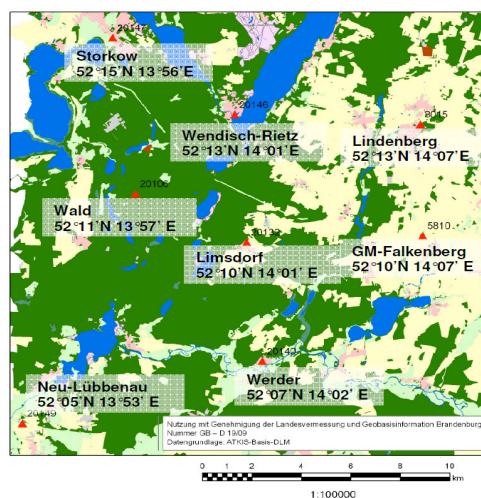 20147
Storkow
52°15'N 13°56'E
20146
Wendisch-Rietz
52°13'N 14°01'E
2015
Lindenberg
52°13'N 14°07'E
20106
Wald
52°11'N 13°57' E
Limsdorf
52°10'N 14°01' E
5810
GM-Falkenberg
52°10'N 14°07' E
Werder
52°07'N 14°02' E
Neu-Lübbenau
52°05'N 13°53' E
20149
Nutzung mit Genehmigung der Landesvermessung und Geobasisinformation Brandenburg
Nummer GB – D 19/09
Datengrundlage: ATKIS-Basis-DLM
0 2 4 6 8 10
km
1:100000